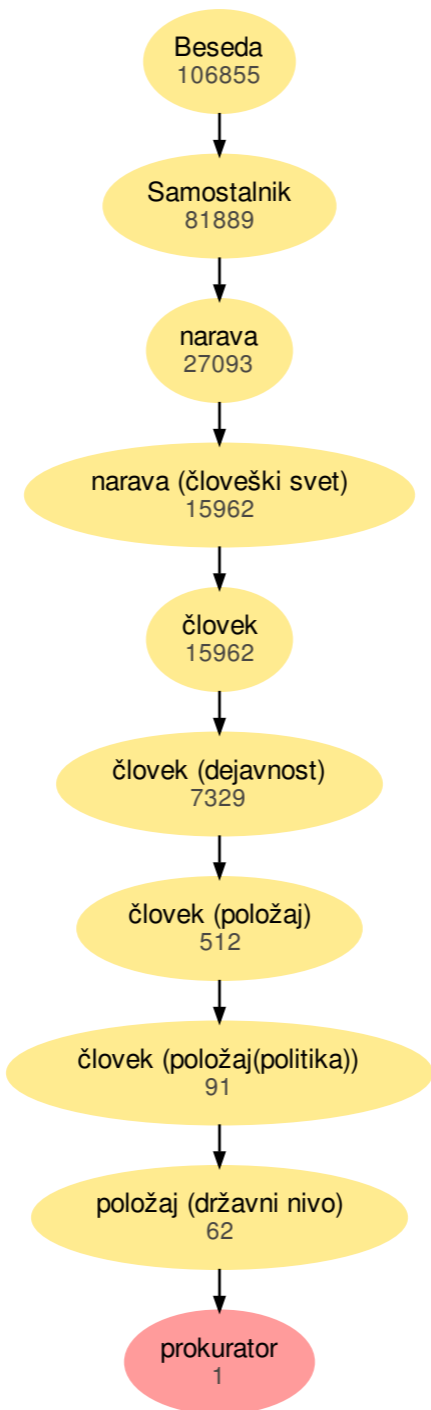 Beseda
106855
Samostalnik
81889
narava
27093
narava (človeški svet)
15962
človek
15962
človek (dejavnost)
7329
človek (položaj)
512
človek (položaj(politika))
91
položaj (državni nivo)
62
prokurator
1